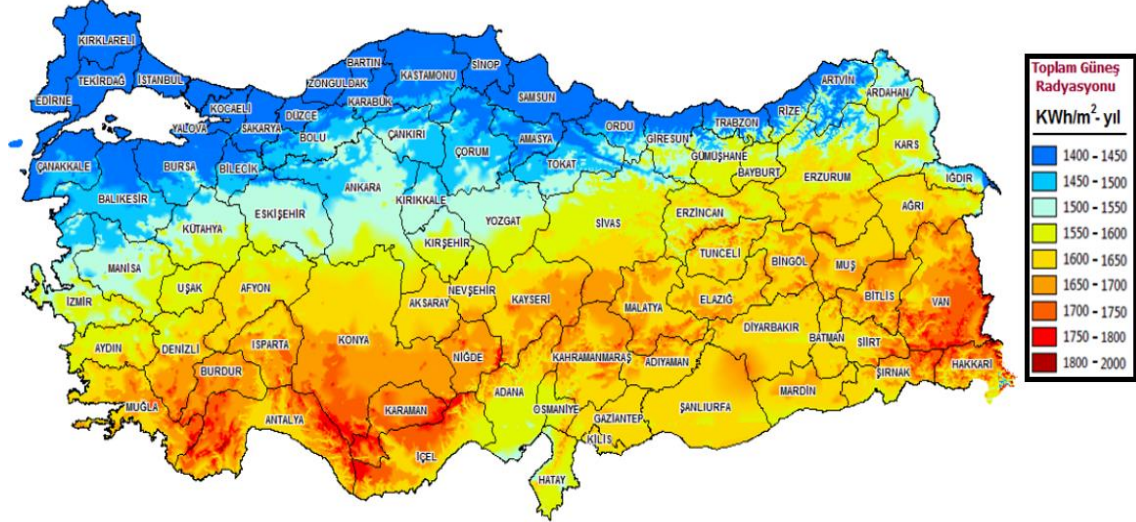 KIRKLARELİ
TEKİRDAĞ
İSTANBUL
EDİRNE
KOCAELİ
YALOVA
SAKARYA
DÜZCE
ZONGULDAK
BARTIN
KARABÜK
KASTAMONU
SİNOP
SAMSUN
BOLU
ÇANKIRI
ÇORUM
AMASYA
TOKAT
ORDU
GİRESUN
TRABZON
RİZE
ARTVİN
ARDAHAN
KARS
GÜMÜŞHANE
BAYBURT
ERZURUM
IĞDIR
AĞRI
ÇANAKKALE
BURSA
BİLECİK
BALIKESİR
KÜTAHYA
ESKİŞEHİR
ANKARA
KIRIKKALE
YOZGAT
SİVAS
ERZİNCAN
TUNCELİ
BİNGÖL
MUŞ
KIRŞEHİR
MANİSA
İZMİR
UŞAK
AFYON
AKSARAY
NEVŞEHİR
KAYSERİ
MALATYA
ELAZIĞ
BİTLİS
VAN
DİYARBAKIR
BATMAN
SİİRT
AYDIN
DENİZLİ
ISPARTA
KONYA
NİĞDE
KAHRAMANMARAŞ
ADIYAMAN
ŞIRNAK
HAKKARİ
BURDUR
MUĞLA
ANTALYA
KARAMAN
ADANA
OSMANİYE
GAZİANTEP
ŞANLIURFA
MARDİN
KİLİS
İÇEL
HATAY
Toplam Güneş
Radyasyonu
KWh/m²- yıl
1400 - 1450
1450 - 1500
1500 - 1550
1550 - 1600
1600 - 1650
1650 - 1700
1700 - 1750
1750 - 1800
1800 - 2000